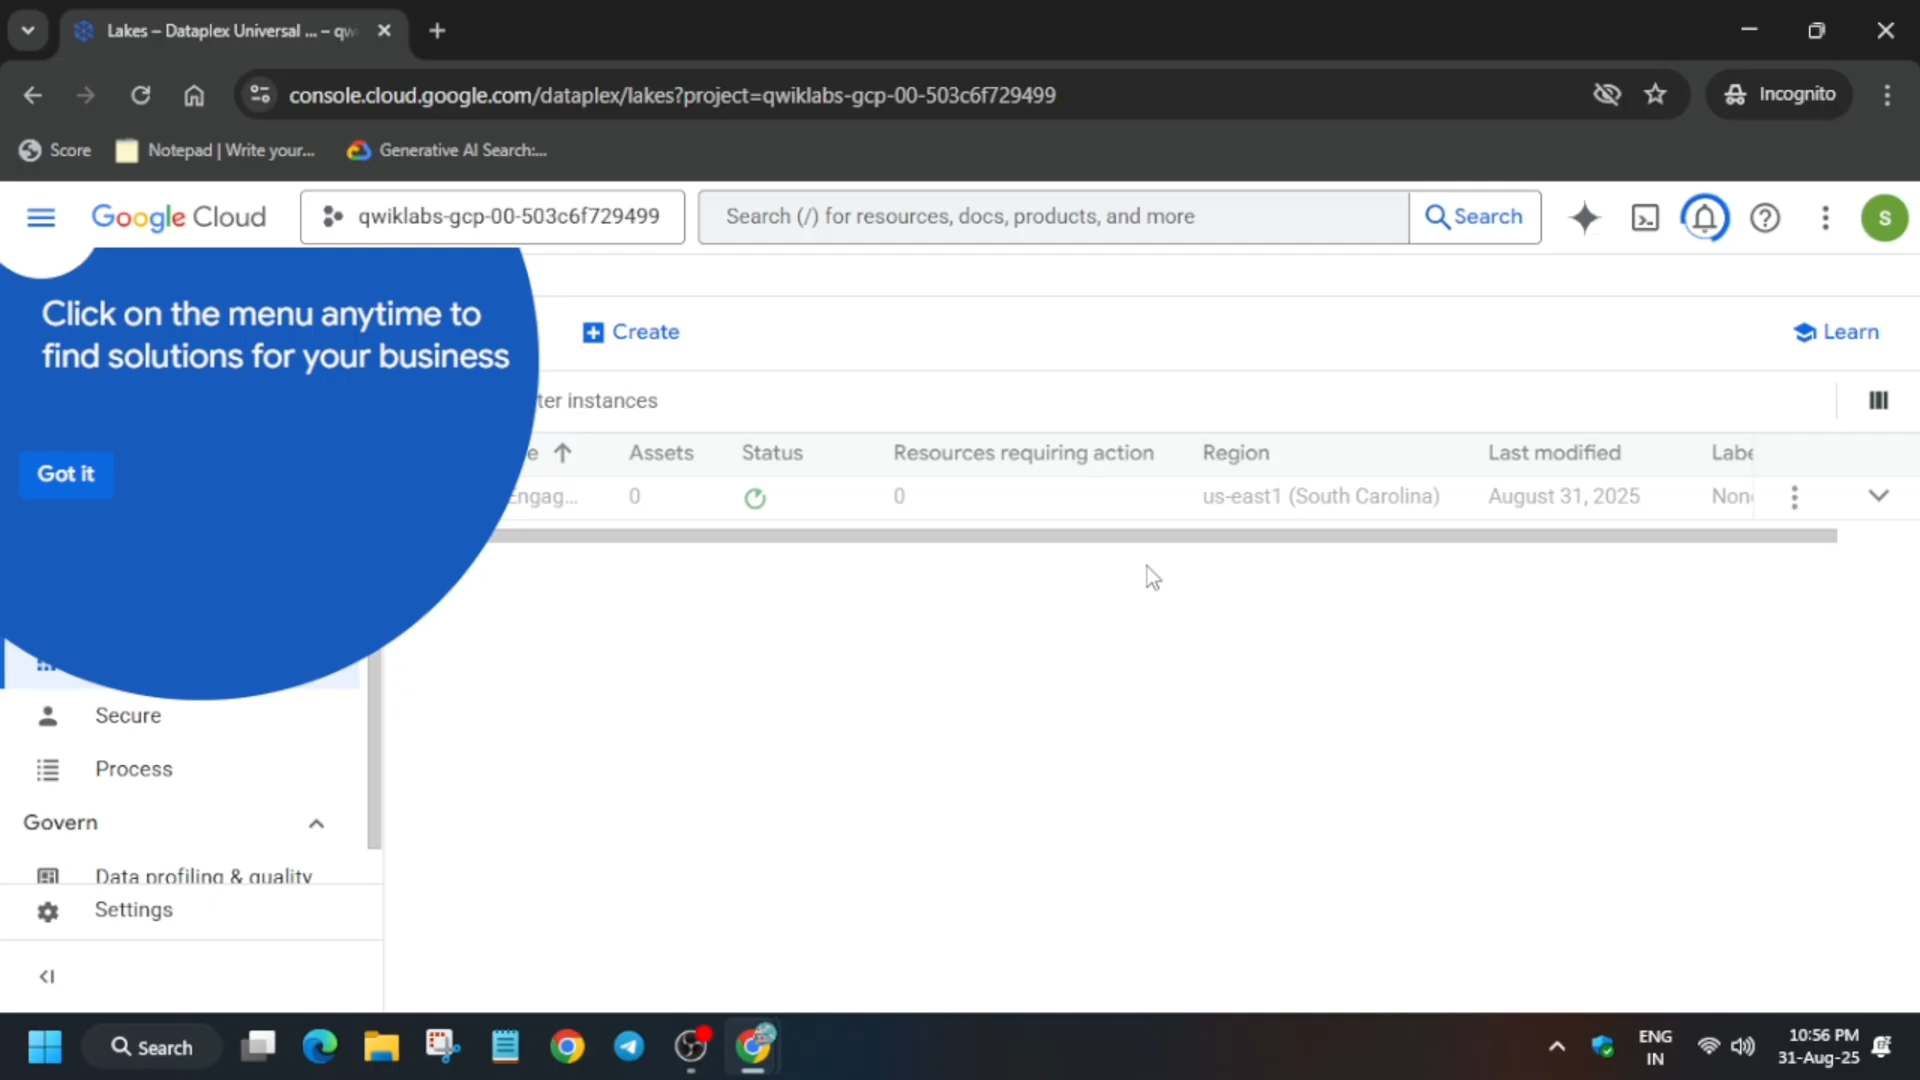 Lakes – Dataplex Universal ... – qw
console.cloud.google.com/dataplex/lakes?project=qwiklabs-gcp-00-503c6f729499
Incognito
Score
Notepad | Write your...
Generative AI Search:...
Google Cloud
qwiklabs-gcp-00-503c6f729499
Search (/) for resources, docs, products, and more
Search
S
Click on the menu anytime to
find solutions for your business
Got it
Create
Learn
ter instances
e
Assets
Status
Resources requiring action
Region
Last modified
Labe
Engag...
0
0
us-east1 (South Carolina)
August 31, 2025
None
Secure
Process
Govern
Data profiling & quality
Settings
Search
ENG
IN
10:56 PM
31-Aug-25